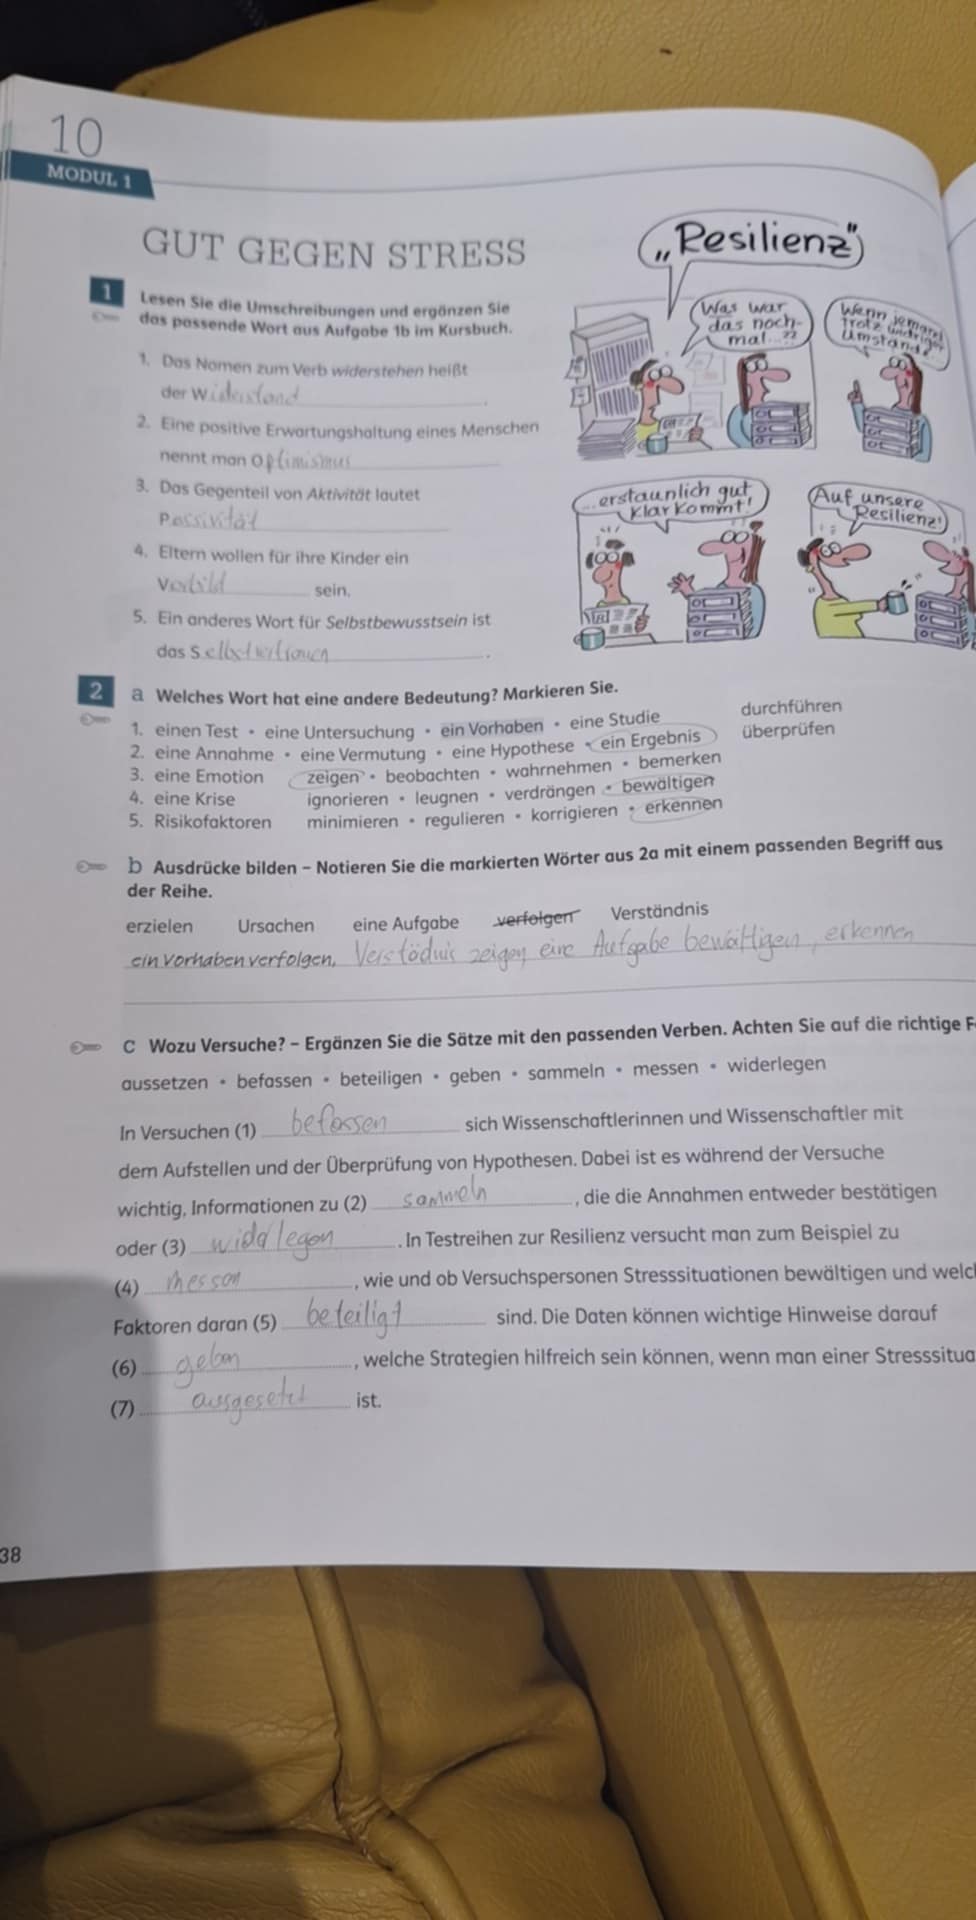 10
MODUL 1
GUT GEGEN STRESS
„Resilienz"
Was war das noch- mal...??
Wenn jemand trotz widriger Umstände...
...erstaunlich gut klarkommt!
Auf unsere Resilienz!
1 Lesen Sie die Umschreibungen und ergänzen Sie
das passende Wort aus Aufgabe 1b im Kursbuch.
1. Das Nomen zum Verb widerstehen heißt
der Widerstand.
2. Eine positive Erwartungshaltung eines Menschen
nennt man Optimismus
3. Das Gegenteil von Aktivität lautet
Passivität
4. Eltern wollen für ihre Kinder ein
Vorbild sein.
5. Ein anderes Wort für Selbstbewusstsein ist
das Selbstvertrauen.
2 a Welches Wort hat eine andere Bedeutung? Markieren Sie.
1. einen Test • eine Untersuchung • ein Vorhaben • eine Studie durchführen
2. eine Annahme • eine Vermutung • eine Hypothese • ein Ergebnis überprüfen
3. eine Emotion zeigen • beobachten • wahrnehmen • bemerken
4. eine Krise ignorieren • leugnen • verdrängen • bewältigen
5. Risikofaktoren minimieren • regulieren • korrigieren • erkennen
b Ausdrücke bilden – Notieren Sie die markierten Wörter aus 2a mit einem passenden Begriff aus
der Reihe.
erzielen Ursachen eine Aufgabe verfolgen Verständnis
ein Vorhaben verfolgen, Verstädnis zeigen eine Aufgabe bewältigen, erkennen
c Wozu Versuche? – Ergänzen Sie die Sätze mit den passenden Verben. Achten Sie auf die richtige F
aussetzen • befassen • beteiligen • geben • sammeln • messen • widerlegen
In Versuchen (1) befassen sich Wissenschaftlerinnen und Wissenschaftler mit
dem Aufstellen und der Überprüfung von Hypothesen. Dabei ist es während der Versuche
wichtig, Informationen zu (2) sammeln, die die Annahmen entweder bestätigen
oder (3) widerlegen. In Testreihen zur Resilienz versucht man zum Beispiel zu
(4) messen, wie und ob Versuchspersonen Stresssituationen bewältigen und welc
Faktoren daran (5) beteiligt sind. Die Daten können wichtige Hinweise darauf
(6) geben, welche Strategien hilfreich sein können, wenn man einer Stresssitua
(7) ausgesetzt ist.
38